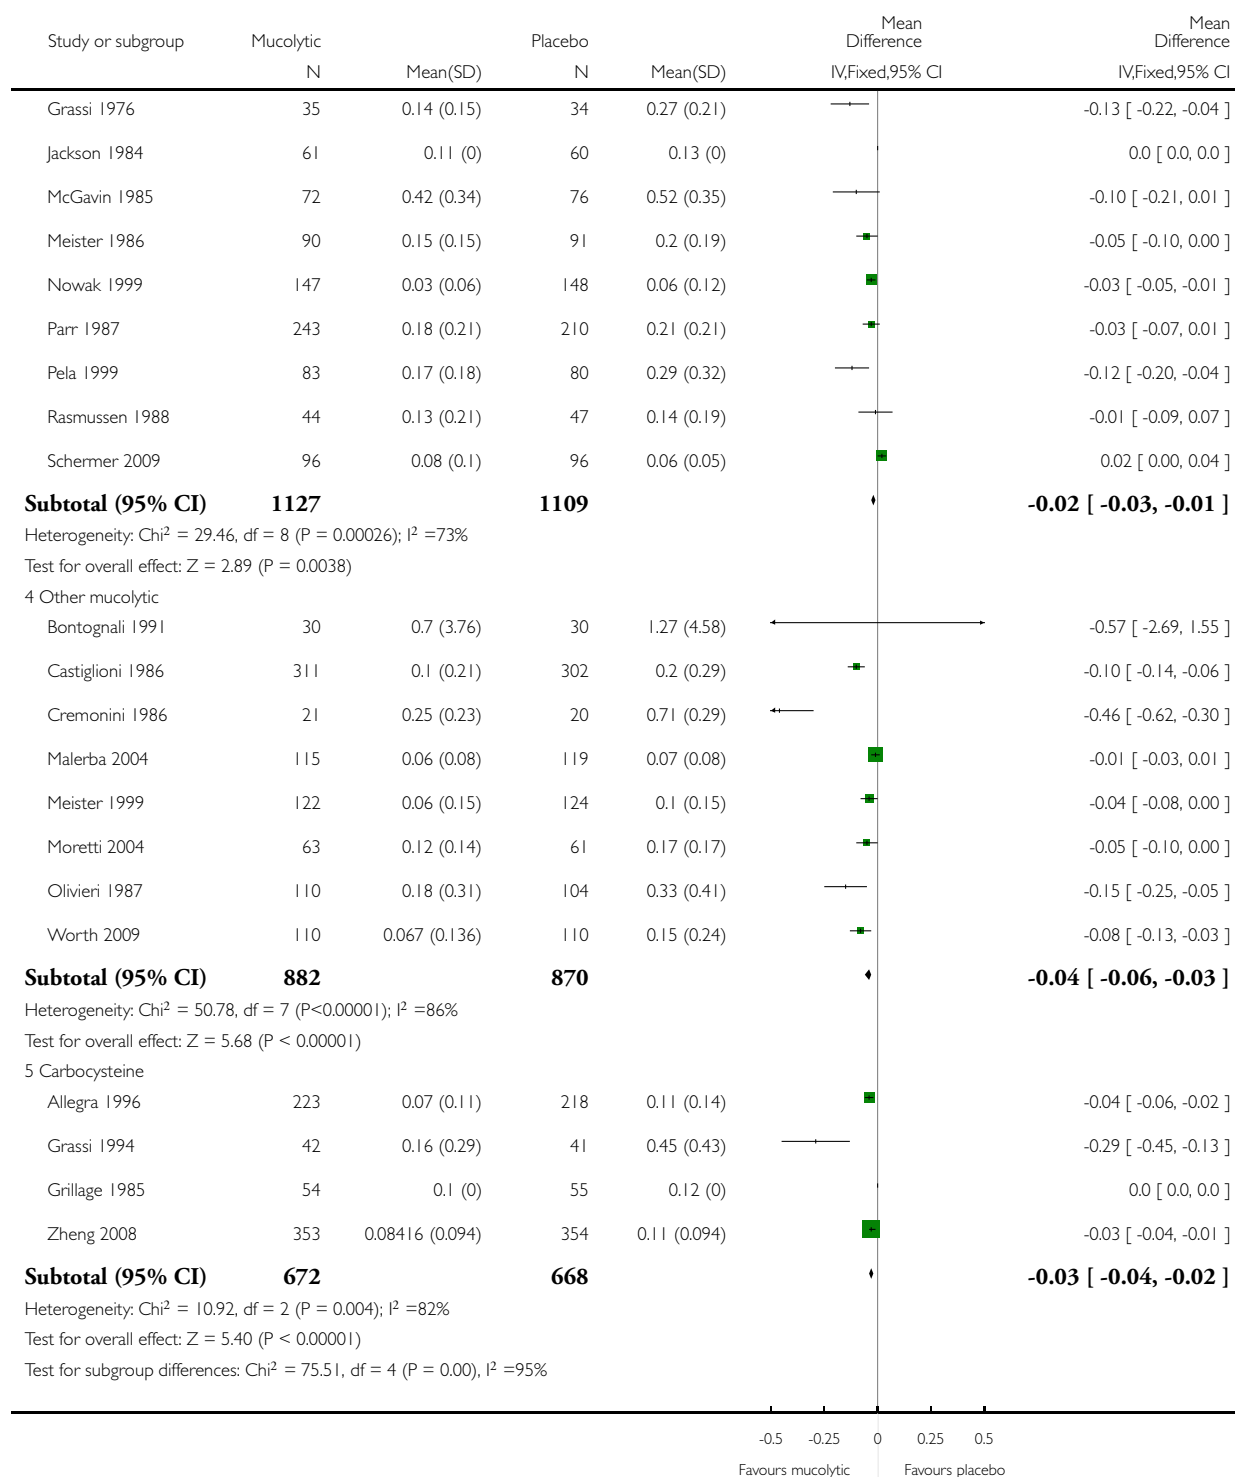 Study or subgroup Mucolytic Placebo Mean Difference Mean Difference
N Mean(SD) N Mean(SD) IV,Fixed,95% CI IV,Fixed,95% CI
Grassi 1976 35 0.14 (0.15) 34 0.27 (0.21) -0.13 [ -0.22, -0.04 ]
Jackson 1984 61 0.11 (0) 60 0.13 (0) 0.0 [ 0.0, 0.0 ]
McGavin 1985 72 0.42 (0.34) 76 0.52 (0.35) -0.10 [ -0.21, 0.01 ]
Meister 1986 90 0.15 (0.15) 91 0.2 (0.19) -0.05 [ -0.10, 0.00 ]
Nowak 1999 147 0.03 (0.06) 148 0.06 (0.12) -0.03 [ -0.05, -0.01 ]
Parr 1987 243 0.18 (0.21) 210 0.21 (0.21) -0.03 [ -0.07, 0.01 ]
Pela 1999 83 0.17 (0.18) 80 0.29 (0.32) -0.12 [ -0.20, -0.04 ]
Rasmussen 1988 44 0.13 (0.21) 47 0.14 (0.19) -0.01 [ -0.09, 0.07 ]
Schermer 2009 96 0.08 (0.1) 96 0.06 (0.05) 0.02 [ 0.00, 0.04 ]
Subtotal (95% CI) 1127 1109 -0.02 [ -0.03, -0.01 ]
Heterogeneity: Chi² = 29.46, df = 8 (P = 0.00026); I² =73%
Test for overall effect: Z = 2.89 (P = 0.0038)
4 Other mucolytic
Bontognali 1991 30 0.7 (3.76) 30 1.27 (4.58) -0.57 [ -2.69, 1.55 ]
Castiglioni 1986 311 0.1 (0.21) 302 0.2 (0.29) -0.10 [ -0.14, -0.06 ]
Cremonini 1986 21 0.25 (0.23) 20 0.71 (0.29) -0.46 [ -0.62, -0.30 ]
Malerba 2004 115 0.06 (0.08) 119 0.07 (0.08) -0.01 [ -0.03, 0.01 ]
Meister 1999 122 0.06 (0.15) 124 0.1 (0.15) -0.04 [ -0.08, 0.00 ]
Moretti 2004 63 0.12 (0.14) 61 0.17 (0.17) -0.05 [ -0.10, 0.00 ]
Olivieri 1987 110 0.18 (0.31) 104 0.33 (0.41) -0.15 [ -0.25, -0.05 ]
Worth 2009 110 0.067 (0.136) 110 0.15 (0.24) -0.08 [ -0.13, -0.03 ]
Subtotal (95% CI) 882 870 -0.04 [ -0.06, -0.03 ]
Heterogeneity: Chi² = 50.78, df = 7 (P<0.00001); I² =86%
Test for overall effect: Z = 5.68 (P < 0.00001)
5 Carbocysteine
Allegra 1996 223 0.07 (0.11) 218 0.11 (0.14) -0.04 [ -0.06, -0.02 ]
Grassi 1994 42 0.16 (0.29) 41 0.45 (0.43) -0.29 [ -0.45, -0.13 ]
Grillage 1985 54 0.1 (0) 55 0.12 (0) 0.0 [ 0.0, 0.0 ]
Zheng 2008 353 0.08416 (0.094) 354 0.11 (0.094) -0.03 [ -0.04, -0.01 ]
Subtotal (95% CI) 672 668 -0.03 [ -0.04, -0.02 ]
Heterogeneity: Chi² = 10.92, df = 2 (P = 0.004); I² =82%
Test for overall effect: Z = 5.40 (P < 0.00001)
Test for subgroup differences: Chi² = 75.51, df = 4 (P = 0.00), I² =95%
-0.5 -0.25 0 0.25 0.5
Favours mucolytic Favours placebo